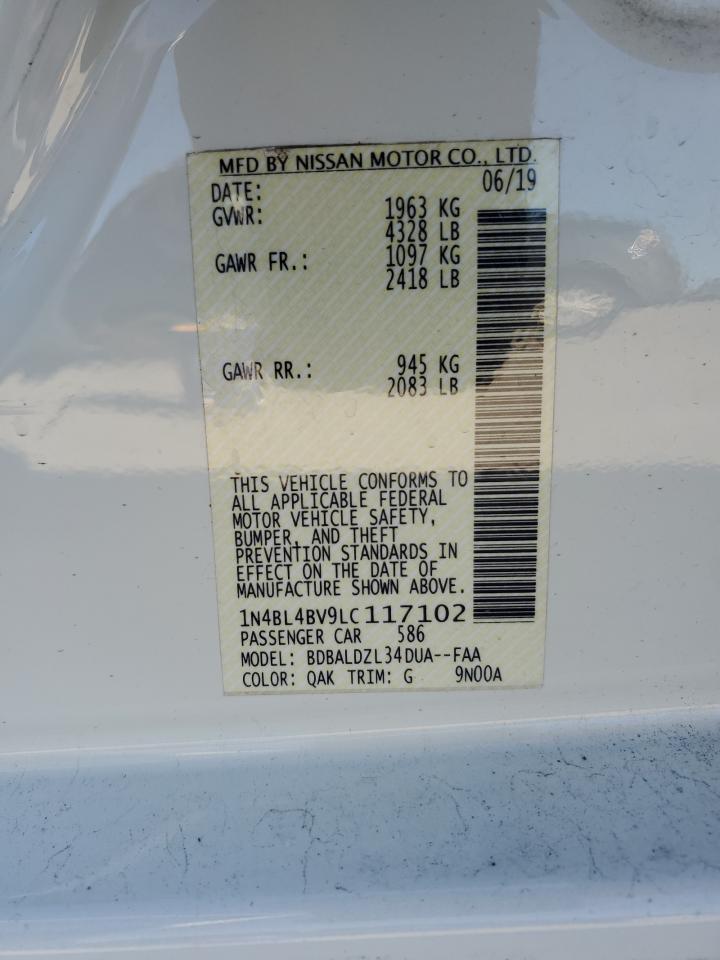 MFD BY NISSAN MOTOR CO., LTD.
DATE: 06/19
GVWR: 1963 KG
4328 LB
GAWR FR.: 1097 KG
2418 LB
GAWR RR.: 945 KG
2083 LB
THIS VEHICLE CONFORMS TO
ALL APPLICABLE FEDERAL
MOTOR VEHICLE SAFETY,
BUMPER, AND THEFT
PREVENTION STANDARDS IN
EFFECT ON THE DATE OF
MANUFACTURE SHOWN ABOVE.
1N4BL4BV9LC117102
PASSENGER CAR 586
MODEL: BDBALDZL34DUA--FAA
COLOR: QAK TRIM: G 9N00A